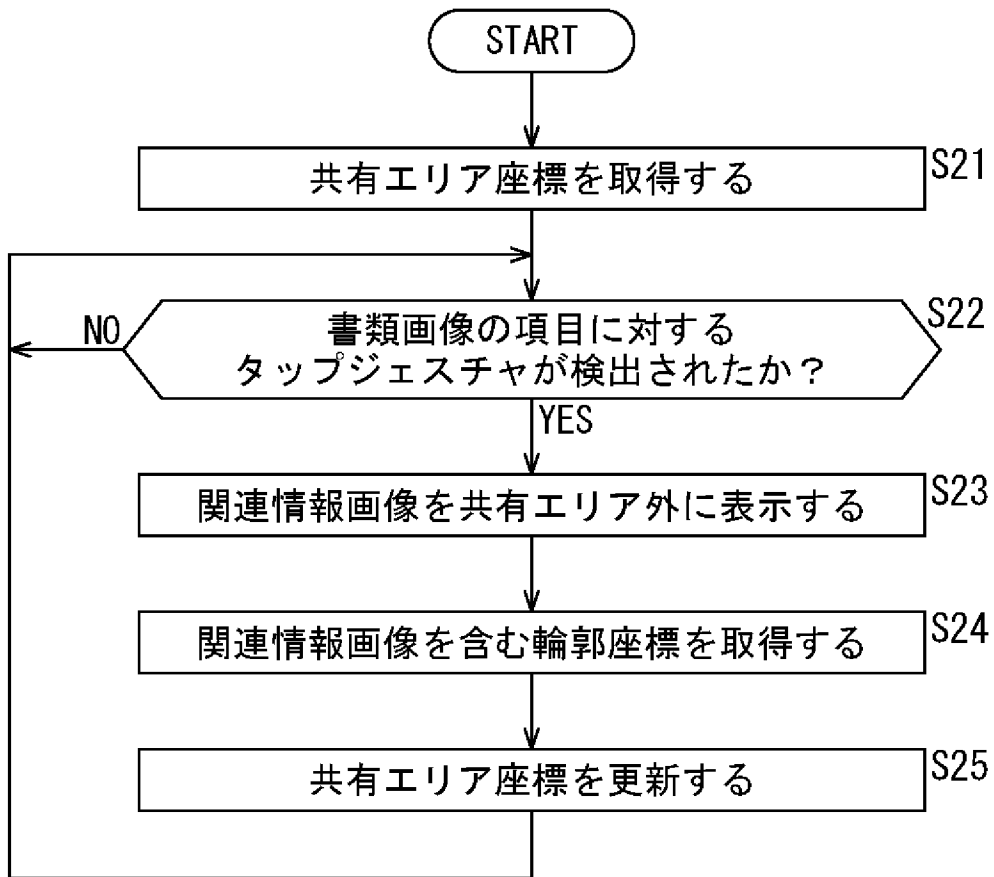 START
共有エリア座標を取得する
S21
書類画像の項目に対する
タップジェスチャが検出されたか?
S22
NO
YES
関連情報画像を共有エリア外に表示する
S23
関連情報画像を含む輪郭座標を取得する
S24
共有エリア座標を更新する
S25